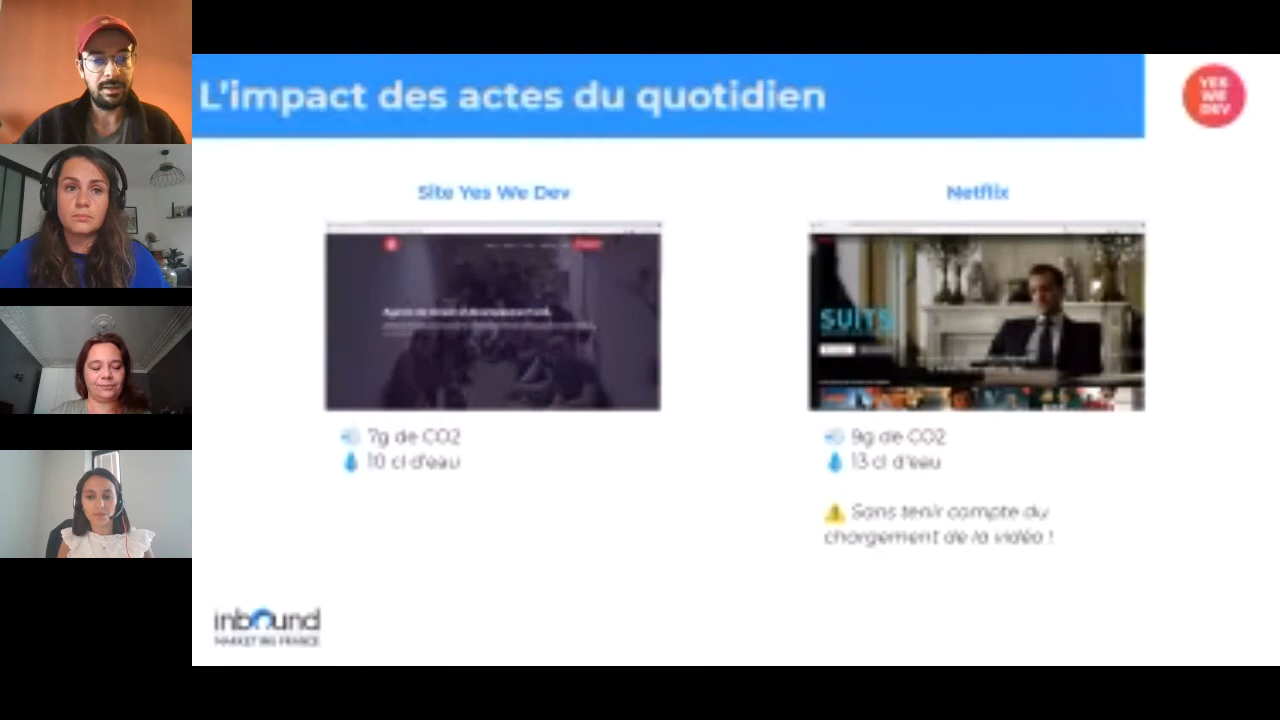 L'impact des actes du quotidien
YES
WE
DEV
Site Yes We Dev
Netflix
SUITS
7g de CO2
10 cl d'eau
9g de CO2
13 cl d'eau
Sans tenir compte du
chargement de la vidéo !
inbound
MARKETING FRANCE